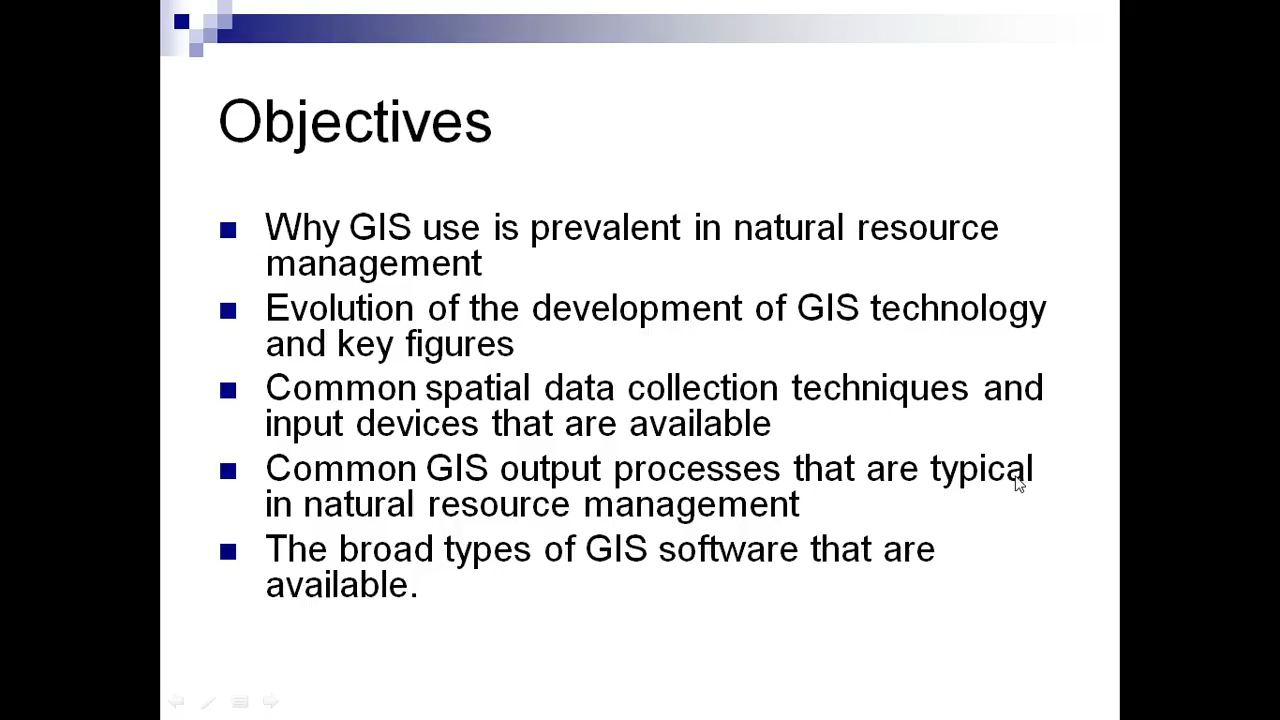 Objectives
Why GIS use is prevalent in natural resource
management
Evolution of the development of GIS technology
and key figures
Common spatial data collection techniques and
input devices that are available
Common GIS output processes that are typical
in natural resource management
The broad types of GIS software that are
available.